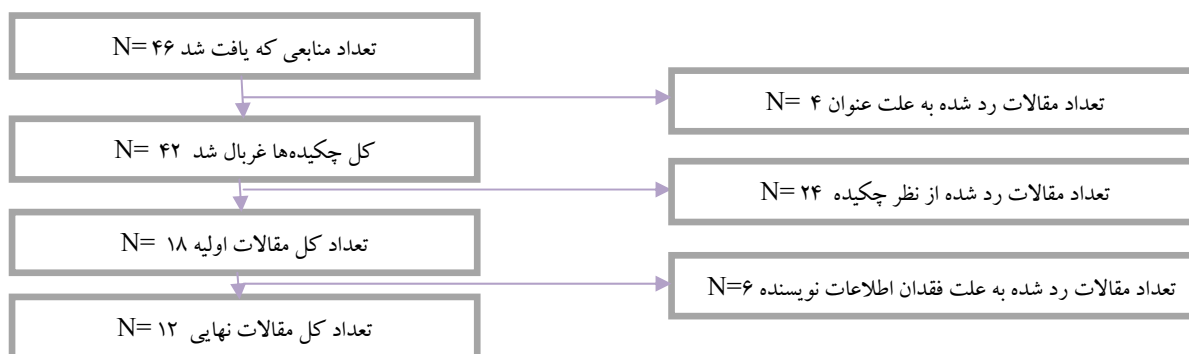 تعداد منابعی که یافت شد N= ۴۶
تعداد مقالات رد شده به علت عنوان N= ۴
کل چکیده‌ها غربال شد N= ۴۲
تعداد مقالات رد شده از نظر چکیده N= ۲۴
تعداد کل مقالات اولیه N= ۱۸
تعداد مقالات رد شده به علت فقدان اطلاعات نویسنده N=۶
تعداد کل مقالات نهایی N= ۱۲